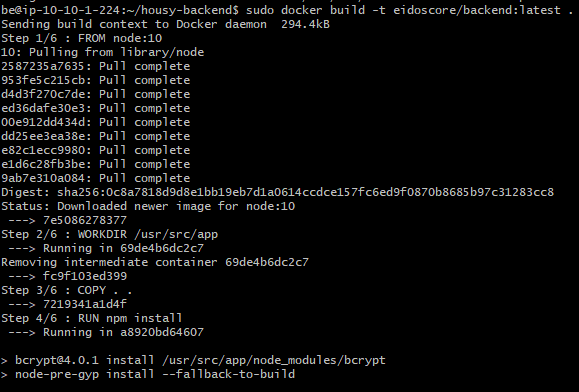 be@ip-10-10-1-224:~/housy-backend$ sudo docker build -t eidoscore/backend:latest .
Sending build context to Docker daemon  294.4kB
Step 1/6 : FROM node:10
10: Pulling from library/node
2587235a7635: Pull complete
953fe5c215cb: Pull complete
d4d3f270c7de: Pull complete
ed36dafe30e3: Pull complete
00e912dd434d: Pull complete
dd25ee3ea38e: Pull complete
e82c1ecc9980: Pull complete
e1d6c28fb3be: Pull complete
9ab7e310a084: Pull complete
Digest: sha256:0c8a7818d9d8e1bb19eb7d1a0614ccdce157fc6ed9f0870b8685b97c31283cc8
Status: Downloaded newer image for node:10
 ---> 7e5086278377
Step 2/6 : WORKDIR /usr/src/app
 ---> Running in 69de4b6dc2c7
Removing intermediate container 69de4b6dc2c7
 ---> fc9f103ed399
Step 3/6 : COPY . .
 ---> 7219341a1d4f
Step 4/6 : RUN npm install
 ---> Running in a8920bd64607
> bcrypt@4.0.1 install /usr/src/app/node_modules/bcrypt
> node-pre-gyp install --fallback-to-build